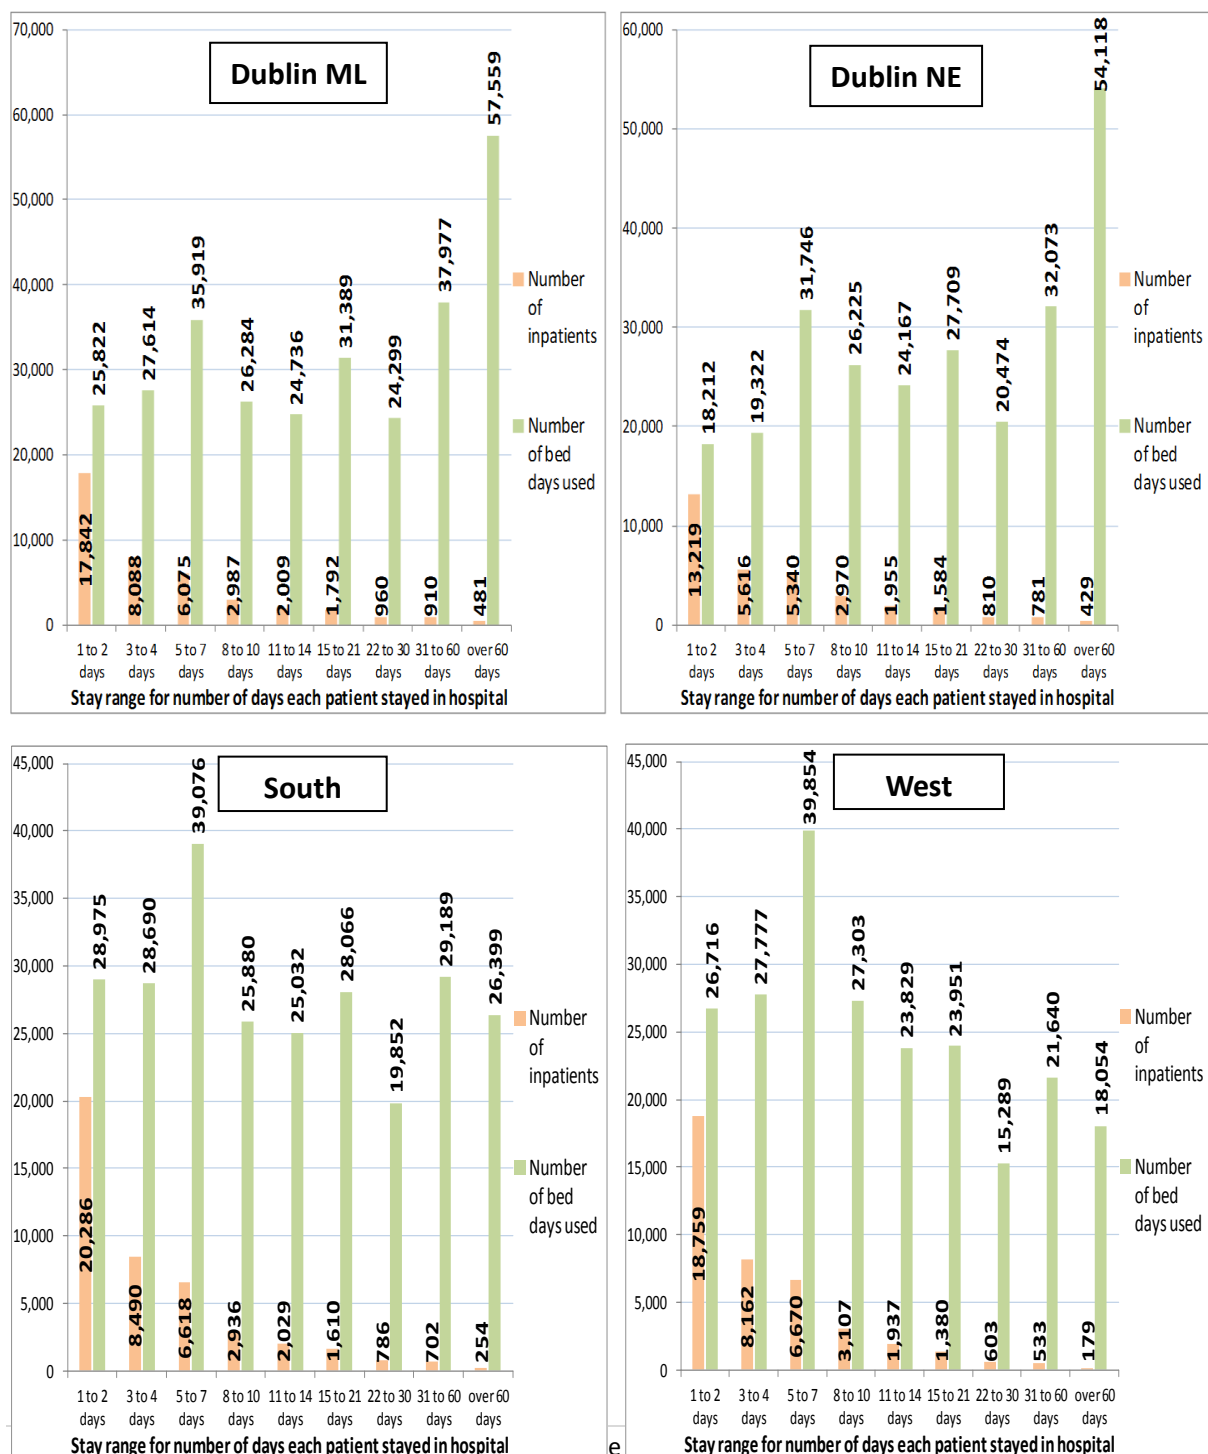 Dublin ML
70,000
60,000
50,000
40,000
30,000
20,000
10,000
0
17,842
25,822
8,088
27,614
6,075
35,919
2,987
26,284
2,009
24,736
1,792
31,389
960
24,299
910
37,977
481
57,559
1 to 2 days
3 to 4 days
5 to 7 days
8 to 10 days
11 to 14 days
15 to 21 days
22 to 30 days
31 to 60 days
over 60 days
Stay range for number of days each patient stayed in hospital
Number
of
inpatients
Number
of bed
days used
Dublin NE
60,000
50,000
40,000
30,000
20,000
10,000
0
13,219
18,212
5,616
19,322
5,340
31,746
2,970
26,225
1,955
24,167
1,584
27,709
810
20,474
781
32,073
429
54,118
1 to 2 days
3 to 4 days
5 to 7 days
8 to 10 days
11 to 14 days
15 to 21 days
22 to 30 days
31 to 60 days
over 60 days
Stay range for number of days each patient stayed in hospital
Number
of
inpatients
Number
of bed
days used
South
45,000
40,000
35,000
30,000
25,000
20,000
15,000
10,000
5,000
0
20,286
28,975
8,490
28,690
6,618
39,076
2,936
25,880
2,029
25,032
1,610
28,066
786
19,852
702
29,189
254
26,399
1 to 2 days
3 to 4 days
5 to 7 days
8 to 10 days
11 to 14 days
15 to 21 days
22 to 30 days
31 to 60 days
over 60 days
Stay range for number of days each patient stayed in hospital
Number
of
inpatients
Number
of bed
days used
West
45,000
40,000
35,000
30,000
25,000
20,000
15,000
10,000
5,000
0
18,759
26,716
8,162
27,777
6,670
39,854
3,107
27,303
1,937
23,829
1,380
23,951
603
15,289
533
21,640
179
18,054
1 to 2 days
3 to 4 days
5 to 7 days
8 to 10 days
11 to 14 days
15 to 21 days
22 to 30 days
31 to 60 days
over 60 days
Stay range for number of days each patient stayed in hospital
Number
of
inpatients
Number
of bed
days used
e